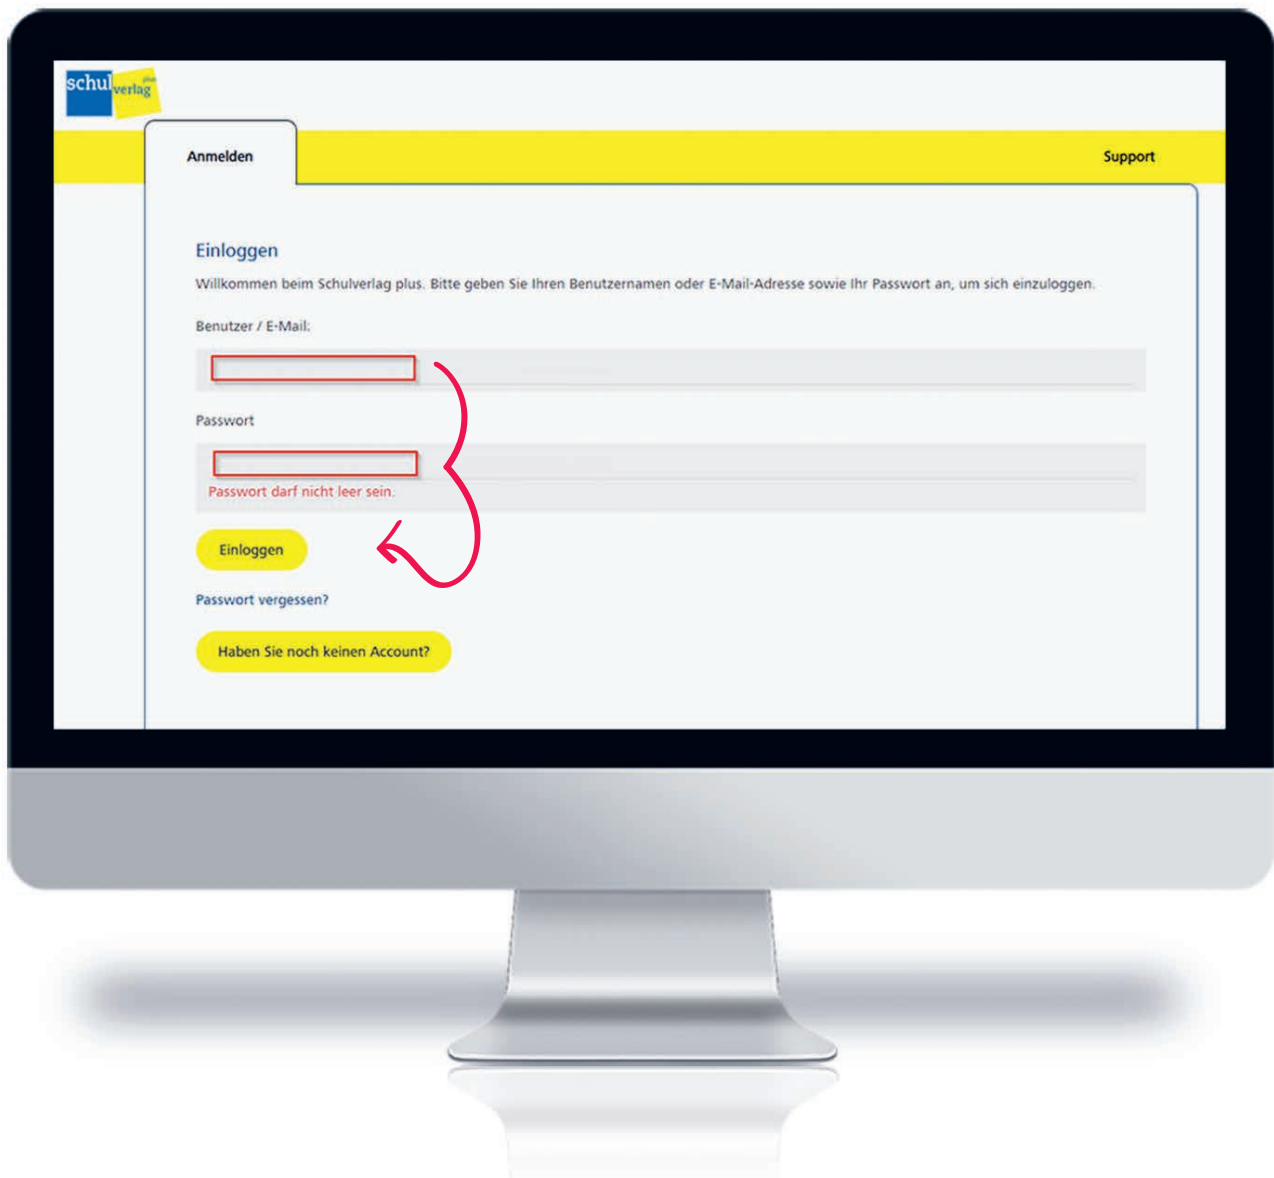 schul
verlag
plus
Anmelden
Support
Einloggen
Willkommen beim Schulverlag plus. Bitte geben Sie Ihren Benutzernamen oder E-Mail-Adresse sowie Ihr Passwort an, um sich einzuloggen.
Benutzer / E-Mail:
Passwort
Passwort darf nicht leer sein.
Einloggen
Passwort vergessen?
Haben Sie noch keinen Account?